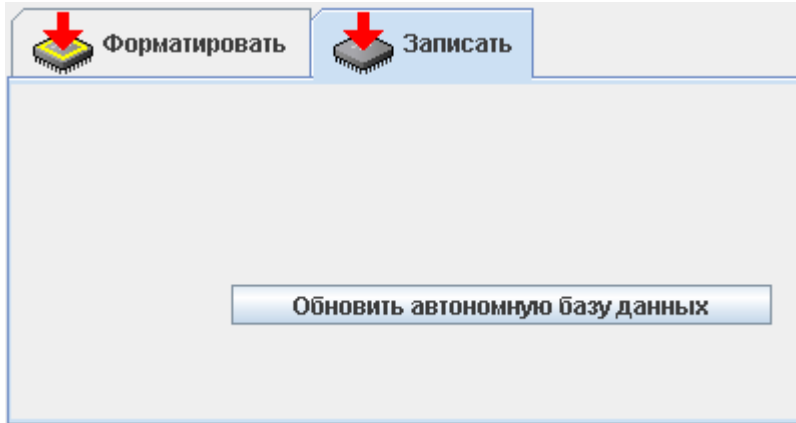 Форматировать
Записать
Обновить автономную базу данных